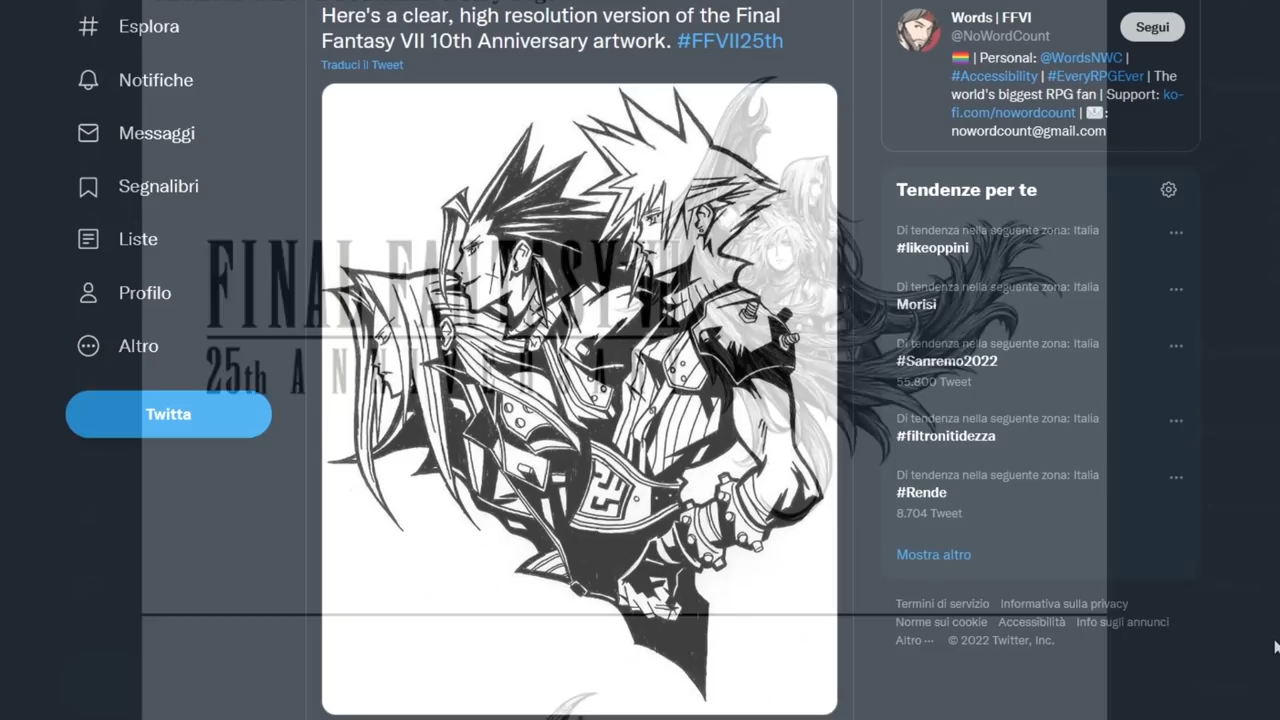 Esplora
Notifiche
Messaggi
Segnalibri
Liste
Profilo
Altro
Twitta
Here's a clear, high resolution version of the Final
Fantasy VII 10th Anniversary artwork. #FFVII25th
Traduci il Tweet
FINAL FANTASY VII
25th ANNIVERSA
Words | FFVI
@NoWordCount
Segui
🏳️‍🌈 | Personal: @WordsNWC |
#Accessibility | #EveryRPGEver | The
world's biggest RPG fan | Support: ko-
fi.com/nowordcount | ✉️:
nowordcount@gmail.com
Tendenze per te
Di tendenza nella seguente zona: Italia
#likeoppini
Di tendenza nella seguente zona: Italia
Morisi
Di tendenza nella seguente zona: Italia
#Sanremo2022
55.800 Tweet
Di tendenza nella seguente zona: Italia
#filtronitidezza
Di tendenza nella seguente zona: Italia
#Rende
8.704 Tweet
Mostra altro
Termini di servizio Informativa sulla privacy
Norme sui cookie Accessibilità Info sugli annunci
Altro ··· © 2022 Twitter, Inc.